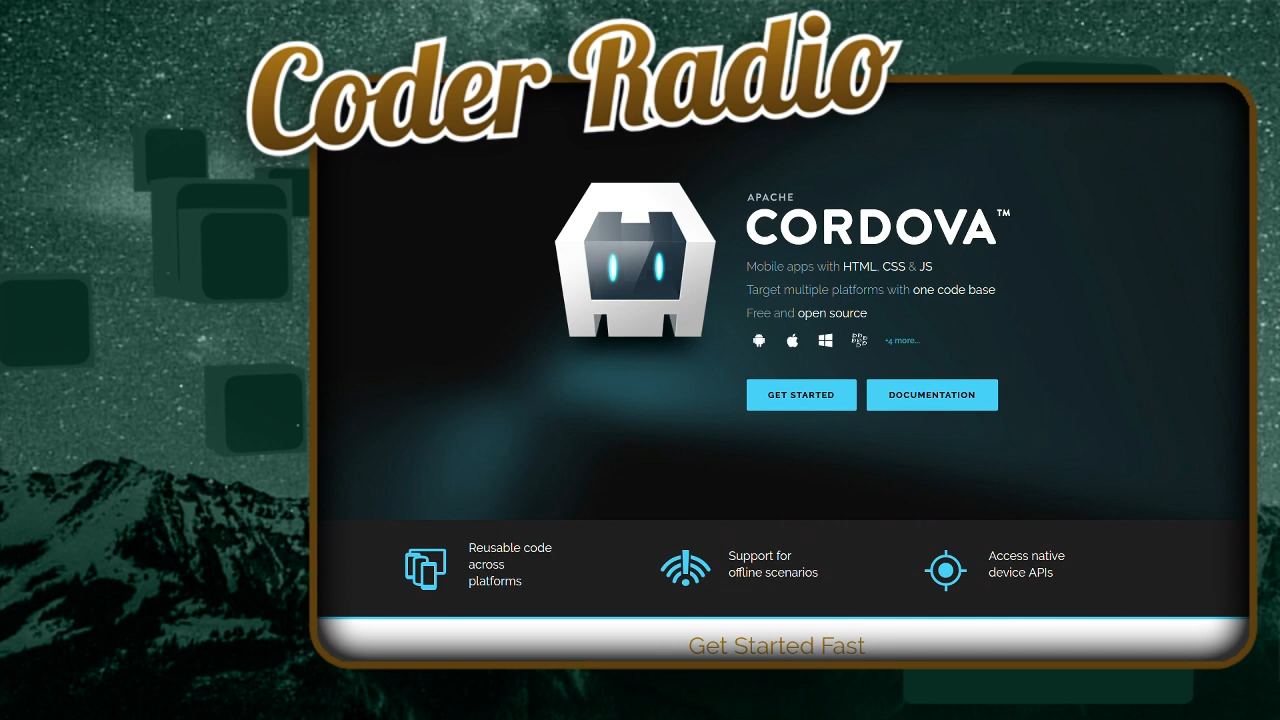 Coder Radio
APACHE
CORDOVA™
Mobile apps with HTML, CSS & JS
Target multiple platforms with one code base
Free and open source
+4 more...
GET STARTED
DOCUMENTATION
Reusable code
across
platforms
Support for
offline scenarios
Access native
device APIs
Get Started Fast